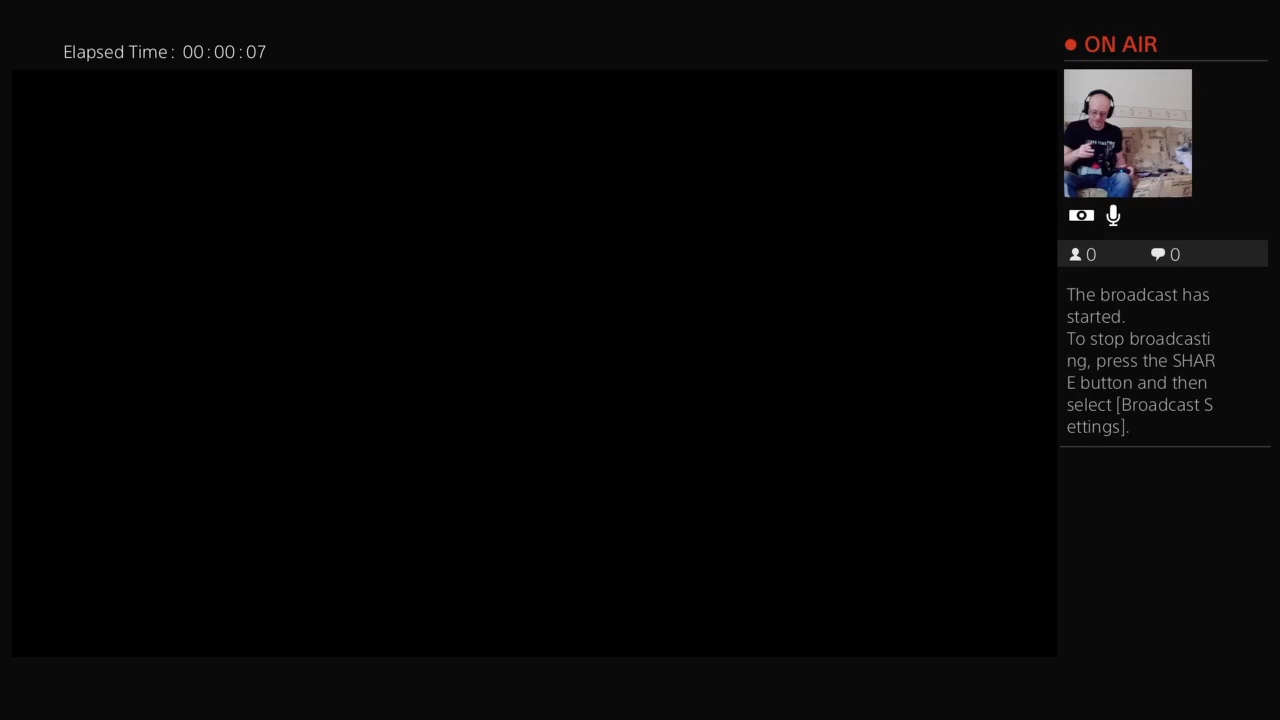 Elapsed Time: 00:00:07
ON AIR
0 0
The broadcast has
started.
To stop broadcasti
ng, press the SHAR
E button and then
select [Broadcast S
ettings].